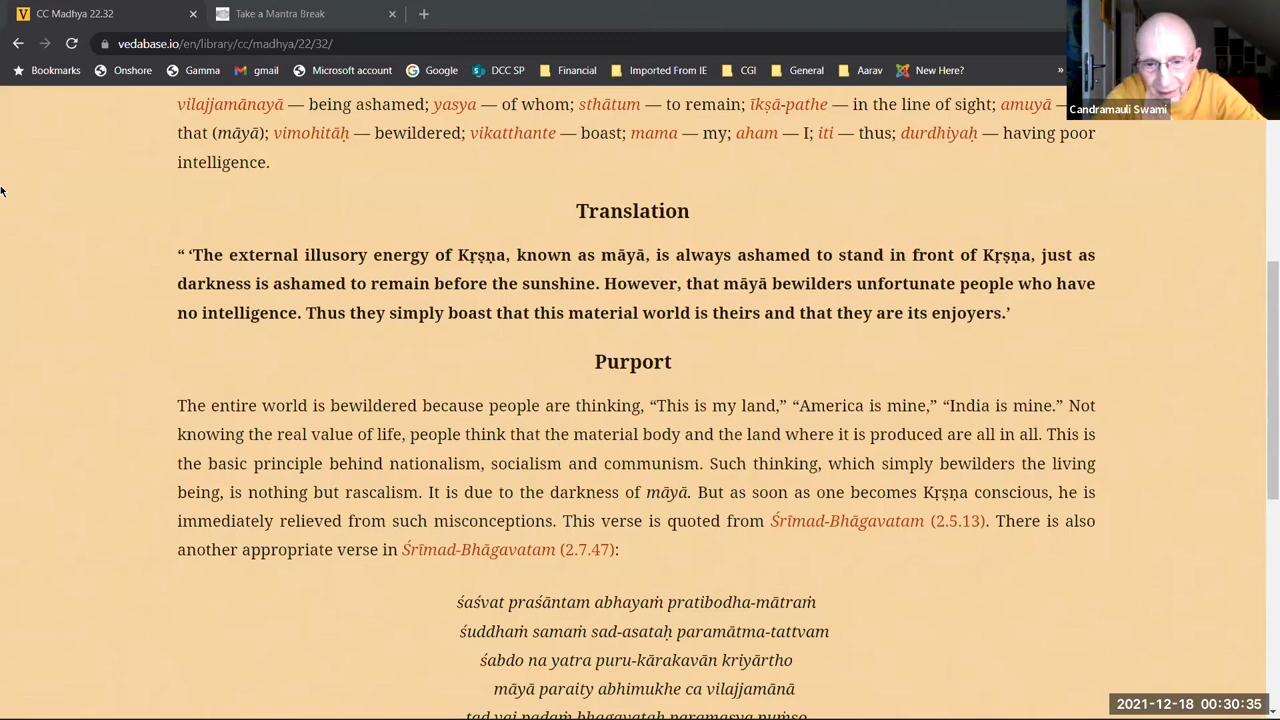 CC Madhya 22.32
Take a Mantra Break
vedabase.io/en/library/cc/madhya/22/32/
Bookmarks Onshore Gamma gmail Microsoft account Google DCC SP Financial Imported From IE CGI General Aarav New Here? »
Candramauli Swami
vilajjamānayā — being ashamed; yasya — of whom; sthātum — to remain; īkṣā-pathe — in the line of sight; amuyā —
that (māyā); vimohitāḥ — bewildered; vikatthante — boast; mama — my; aham — I; iti — thus; durdhiyaḥ — having poor
intelligence.
Translation
“ ‘The external illusory energy of Kṛṣṇa, known as māyā, is always ashamed to stand in front of Kṛṣṇa, just as
darkness is ashamed to remain before the sunshine. However, that māyā bewilders unfortunate people who have
no intelligence. Thus they simply boast that this material world is theirs and that they are its enjoyers.’
Purport
The entire world is bewildered because people are thinking, “This is my land,” “America is mine,” “India is mine.” Not
knowing the real value of life, people think that the material body and the land where it is produced are all in all. This is
the basic principle behind nationalism, socialism and communism. Such thinking, which simply bewilders the living
being, is nothing but rascalism. It is due to the darkness of māyā. But as soon as one becomes Kṛṣṇa conscious, he is
immediately relieved from such misconceptions. This verse is quoted from Śrīmad-Bhāgavatam (2.5.13). There is also
another appropriate verse in Śrīmad-Bhāgavatam (2.7.47):
śaśvat praśāntam abhayaṁ pratibodha-mātraṁ
śuddhaṁ samaṁ sad-asataḥ paramātma-tattvam
śabdo na yatra puru-kārakavān kriyārtho
māyā paraity abhimukhe ca vilajjamānā
tad vai padaṁ bhagavataḥ paramasya puṁso
2021-12-18 00:30:35